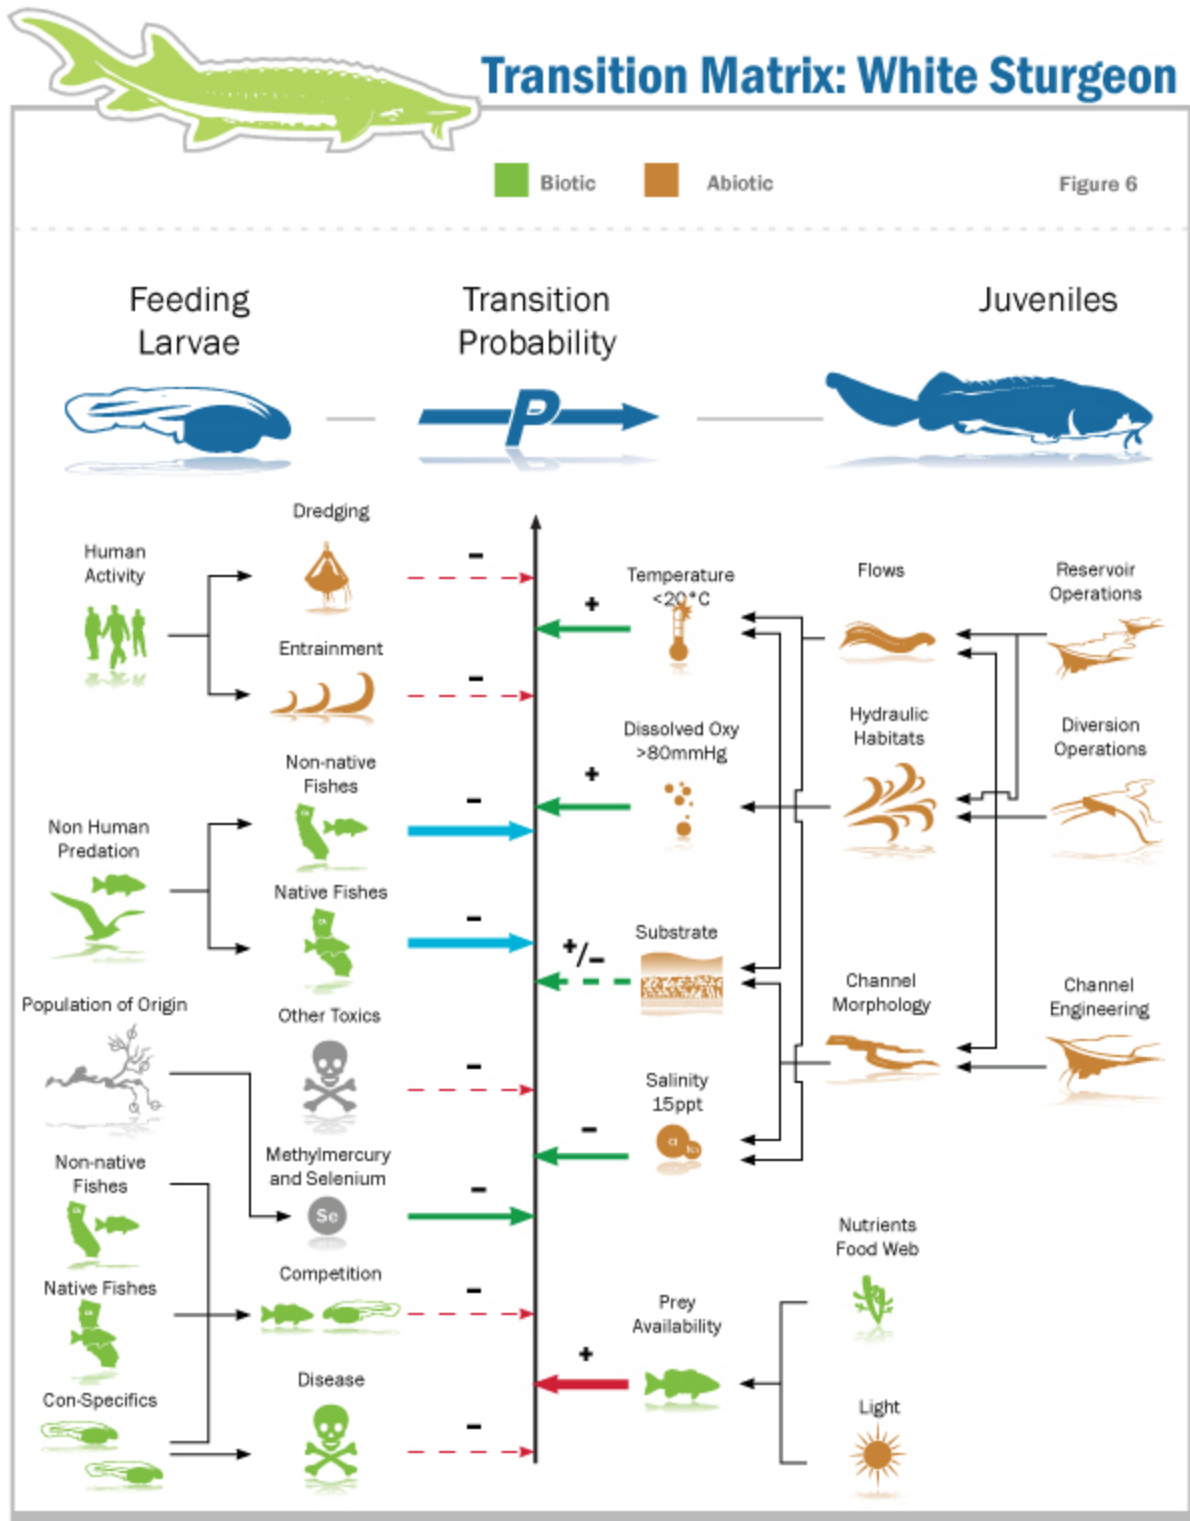 Transition Matrix: White Sturgeon
Biotic
Abiotic
Figure 6
Feeding
Larvae
Transition
Probability
Juveniles
P
Dredging
Human
Activity
Entrainment
Non-native
Fishes
Non Human
Predation
Native Fishes
Population of Origin
Other Toxics
Methylmercury
and Selenium
Se
Non-native
Fishes
Native Fishes
Competition
Con-Specifics
Disease
-
-
-
-
-
-
-
-
+
+
+/-
-
+
Temperature
<20°C
Dissolved Oxy
>80mmHg
Substrate
Salinity
15ppt
Cl
Prey
Availability
Flows
Hydraulic
Habitats
Channel
Morphology
Nutrients
Food Web
Light
Reservoir
Operations
Diversion
Operations
Channel
Engineering